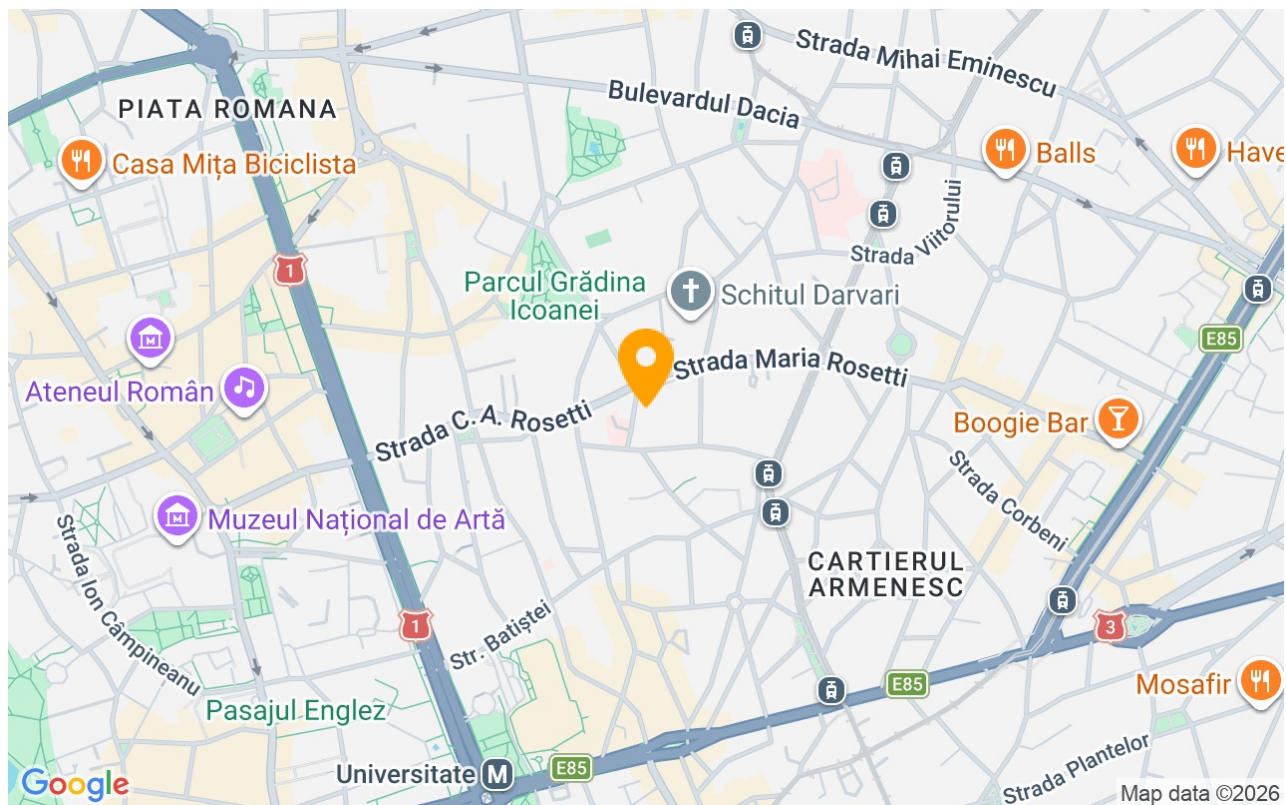 Strada Mihai Eminescu
Bulevardul Dacia
PIATA ROMANA
Casa Mița Biciclista
Balls
Have
Strada Viitorului
1
Parcul Grădina
Icoanei
Schitul Darvari
E85
Strada Maria Rosetti
Ateneul Român
Strada C. A. Rosetti
Boogie Bar
Strada Corbeni
Muzeul Național de Artă
CARTIERUL
ARMENESC
Strada Ion Câmpineanu
1
3
Str. Batiștei
E85
Mosafir
Pasajul Englez
Universitate M
E85
Strada Plantelor
Google
Map data ©2026